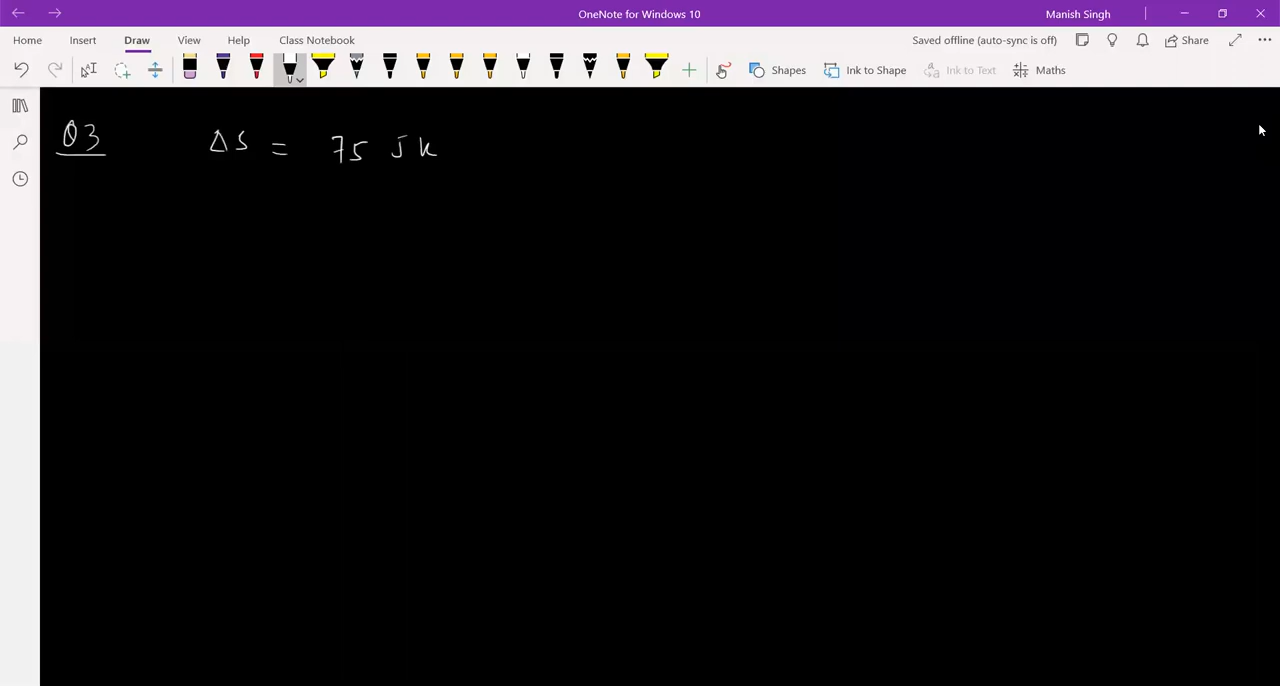 OneNote for Windows 10
Manish Singh
Home Insert Draw View Help Class Notebook
Saved offline (auto-sync is off) Share
Shapes Ink to Shape Ink to Text Maths
Q3 ΔS = 75 J K